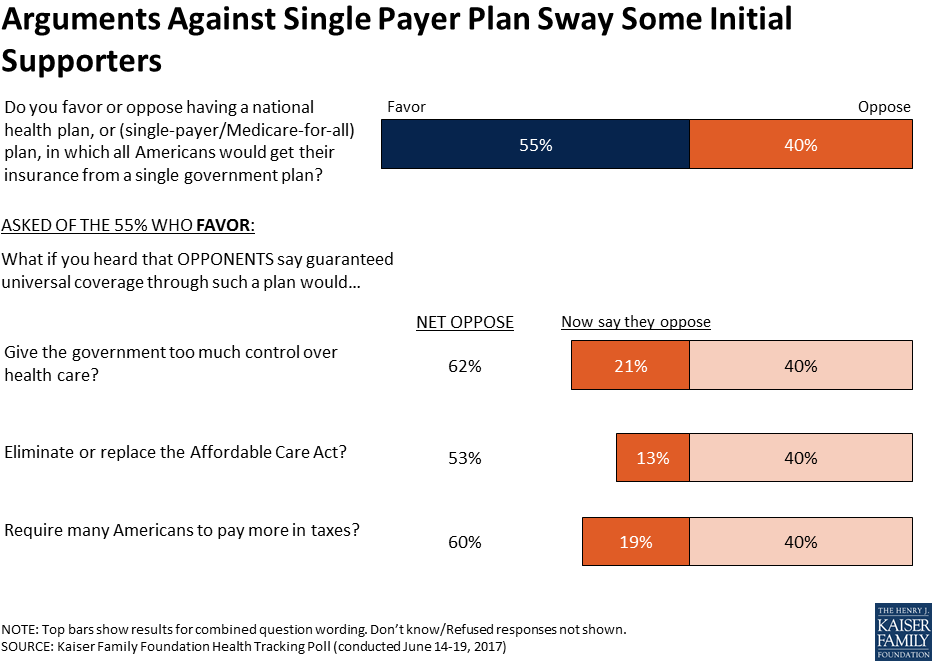 Arguments Against Single Payer Plan Sway Some Initial
Supporters
Do you favor or oppose having a national
health plan, or (single-payer/Medicare-for-all)
plan, in which all Americans would get their
insurance from a single government plan?
Favor
Oppose
55%
40%
ASKED OF THE 55% WHO FAVOR:
What if you heard that OPPONENTS say guaranteed
universal coverage through such a plan would…
NET OPPOSE
Now say they oppose
Give the government too much control over
health care?
62%
21%
40%
Eliminate or replace the Affordable Care Act?
53%
13%
40%
Require many Americans to pay more in taxes?
60%
19%
40%
NOTE: Top bars show results for combined question wording. Don’t know/Refused responses not shown.
SOURCE: Kaiser Family Foundation Health Tracking Poll (conducted June 14-19, 2017)
THE HENRY J.
KAISER
FAMILY
FOUNDATION